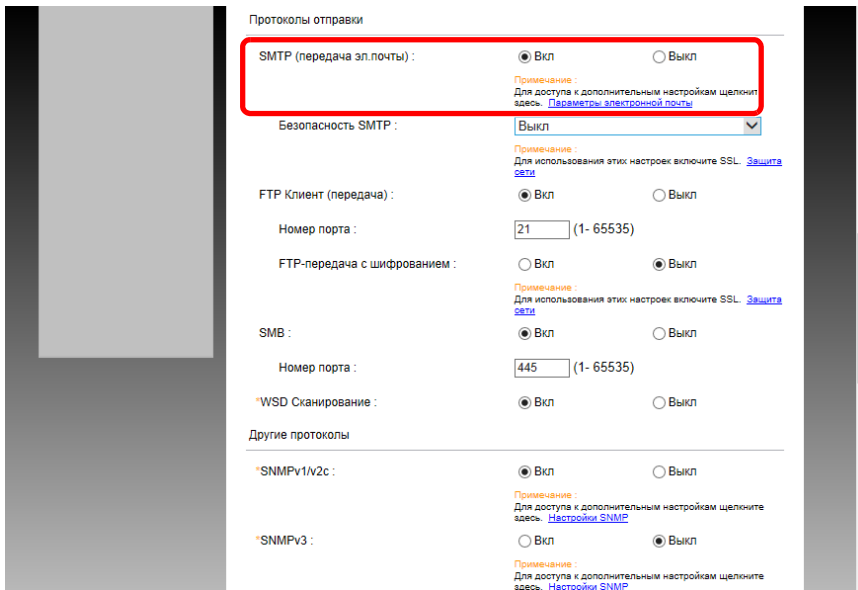 Протоколы отправки
SMTP (передача эл.почты) : Вкл Выкл
Примечание :
Для доступа к дополнительным настройкам щелкните
здесь. Параметры электронной почты
Безопасность SMTP : Выкл
Примечание :
Для использования этих настроек включите SSL. Защита
сети
FTP Клиент (передача) : Вкл Выкл
Номер порта : 21 (1- 65535)
FTP-передача с шифрованием : Вкл Выкл
Примечание :
Для использования этих настроек включите SSL. Защита
сети
SMB : Вкл Выкл
Номер порта : 445 (1- 65535)
*WSD Сканирование : Вкл Выкл
Другие протоколы
*SNMPv1/v2c : Вкл Выкл
Примечание :
Для доступа к дополнительным настройкам щелкните
здесь. Настройки SNMP
*SNMPv3 : Вкл Выкл
Примечание :
Для доступа к дополнительным настройкам щелкните
здесь. Настройки SNMP